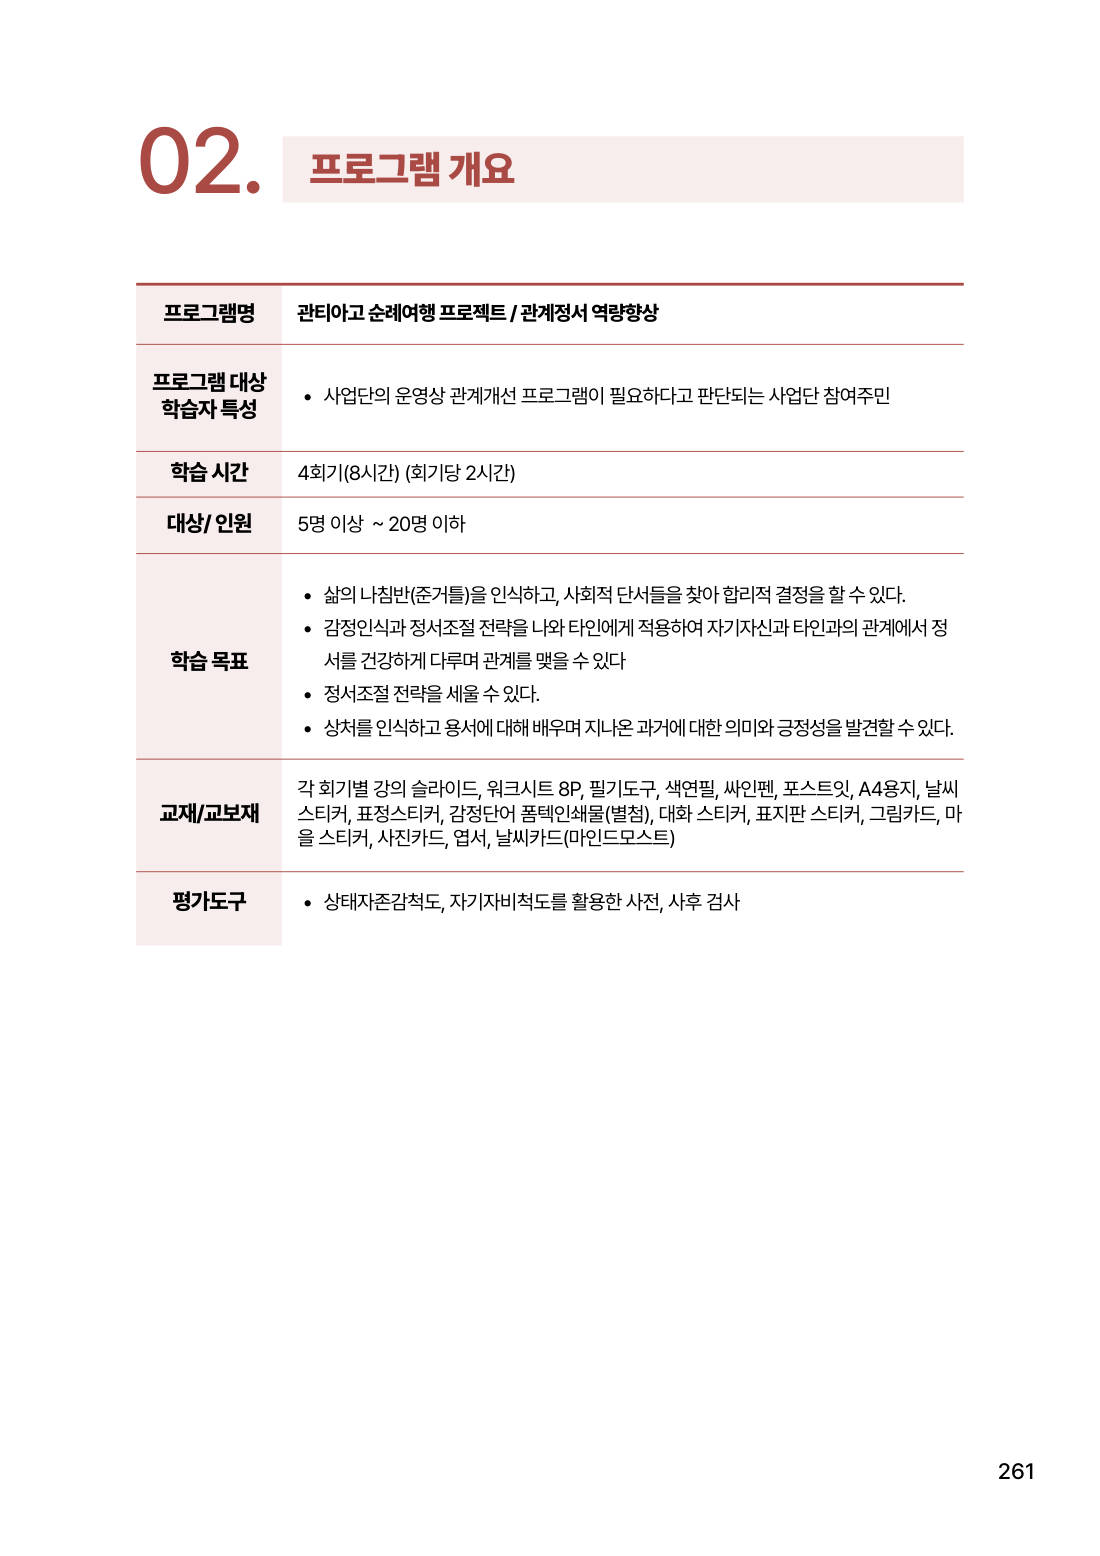 02. 프로그램 개요
프로그램명
관티아고 순례여행 프로젝트 / 관계정서 역량향상
프로그램 대상
학습자 특성
• 사업단의 운영상 관계개선 프로그램이 필요하다고 판단되는 사업단 참여주민
학습 시간
4회기(8시간) (회기당 2시간)
대상/ 인원
5명 이상 ~ 20명 이하
학습 목표
• 삶의 나침반(준거틀)을 인식하고, 사회적 단서들을 찾아 합리적 결정을 할 수 있다.
• 감정인식과 정서조절 전략을 나와 타인에게 적용하여 자기자신과 타인과의 관계에서 정
서를 건강하게 다루며 관계를 맺을 수 있다
• 정서조절 전략을 세울 수 있다.
• 상처를 인식하고 용서에 대해 배우며 지나온 과거에 대한 의미와 긍정성을 발견할 수 있다.
교재/교보재
각 회기별 강의 슬라이드, 워크시트 8P, 필기도구, 색연필, 싸인펜, 포스트잇, A4용지, 날씨
스티커, 표정스티커, 감정단어 폼텍인쇄물(별첨), 대화 스티커, 표지판 스티커, 그림카드, 마
을 스티커, 사진카드, 엽서, 날씨카드(마인드모스트)
평가도구
• 상태자존감척도, 자기자비척도를 활용한 사전, 사후 검사
261